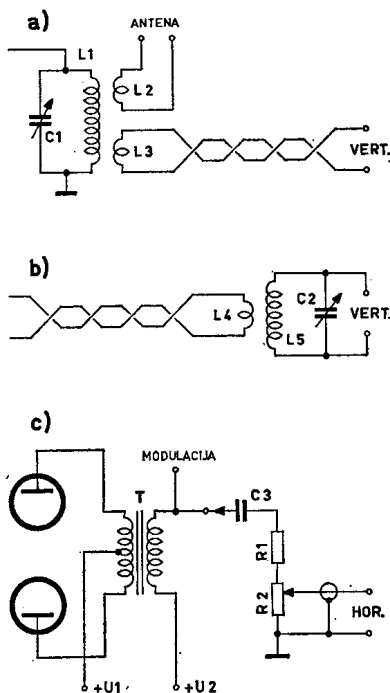 a)
ANTENA
L1
L2
C1
L3
VERT.
b)
C2
L4
VERT.
L5
c)
MODULACIJA
T
C3
R1
R2
HOR.
+U1
+U2